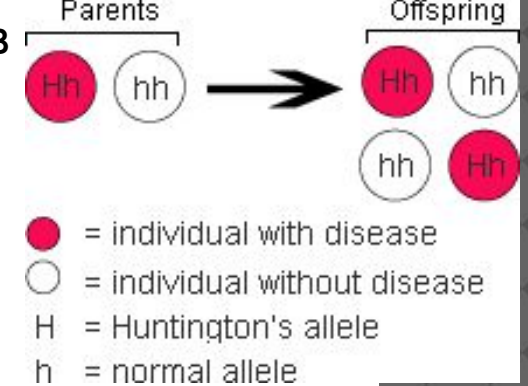 Parents Offspring
B
Hh hh Hh hh
hh Hh
= individual with disease
= individual without disease
H = Huntington's allele
h = normal allele